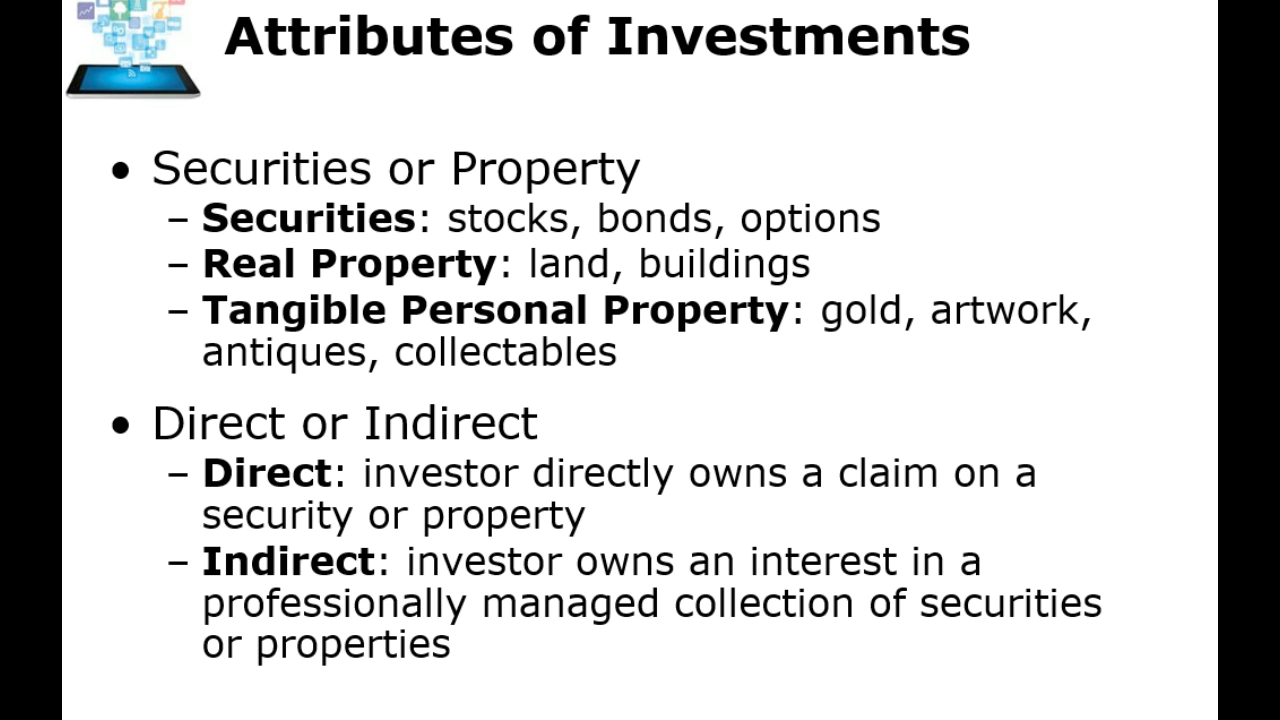 Attributes of Investments
• Securities or Property
– Securities: stocks, bonds, options
– Real Property: land, buildings
– Tangible Personal Property: gold, artwork,
antiques, collectables
• Direct or Indirect
– Direct: investor directly owns a claim on a
security or property
– Indirect: investor owns an interest in a
professionally managed collection of securities
or properties